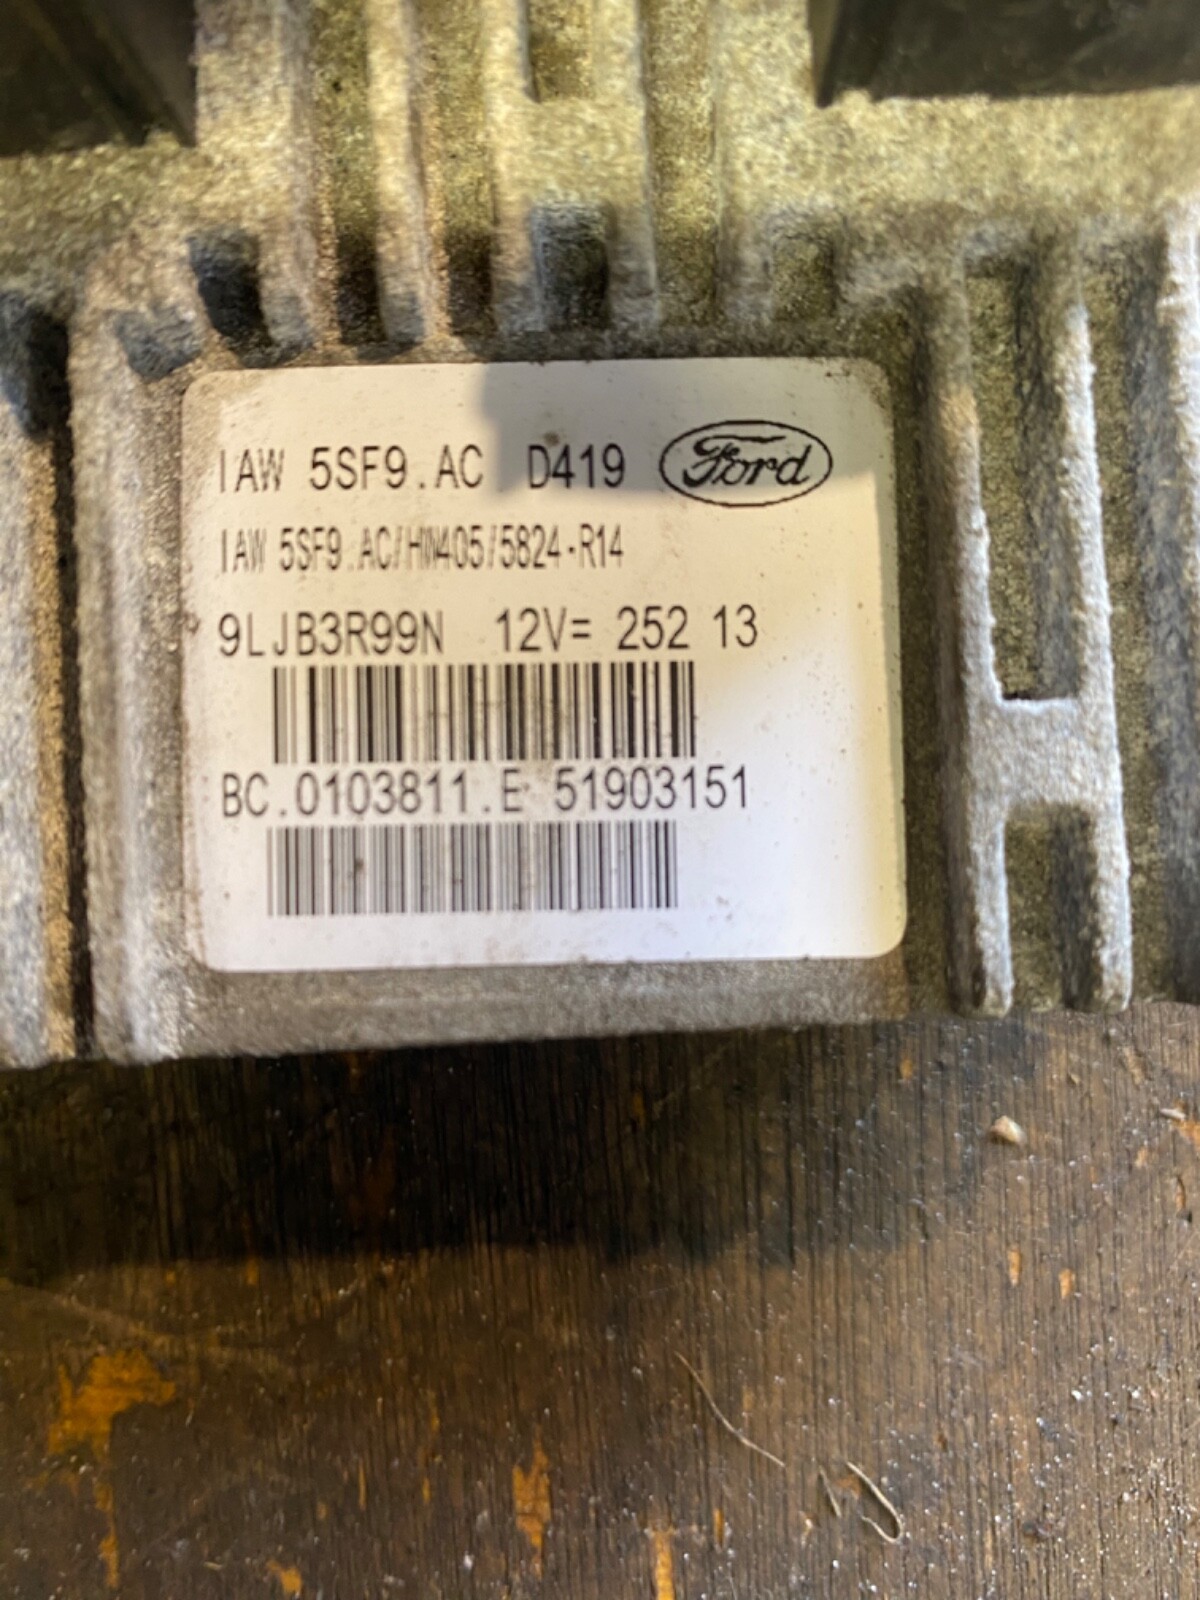 IAW 5SF9.AC D419 Ford
IAW 5SF9.AC/HW405/5824-R14
9LJB3R99N 12V= 252 13
BC.0103811.E 51903151